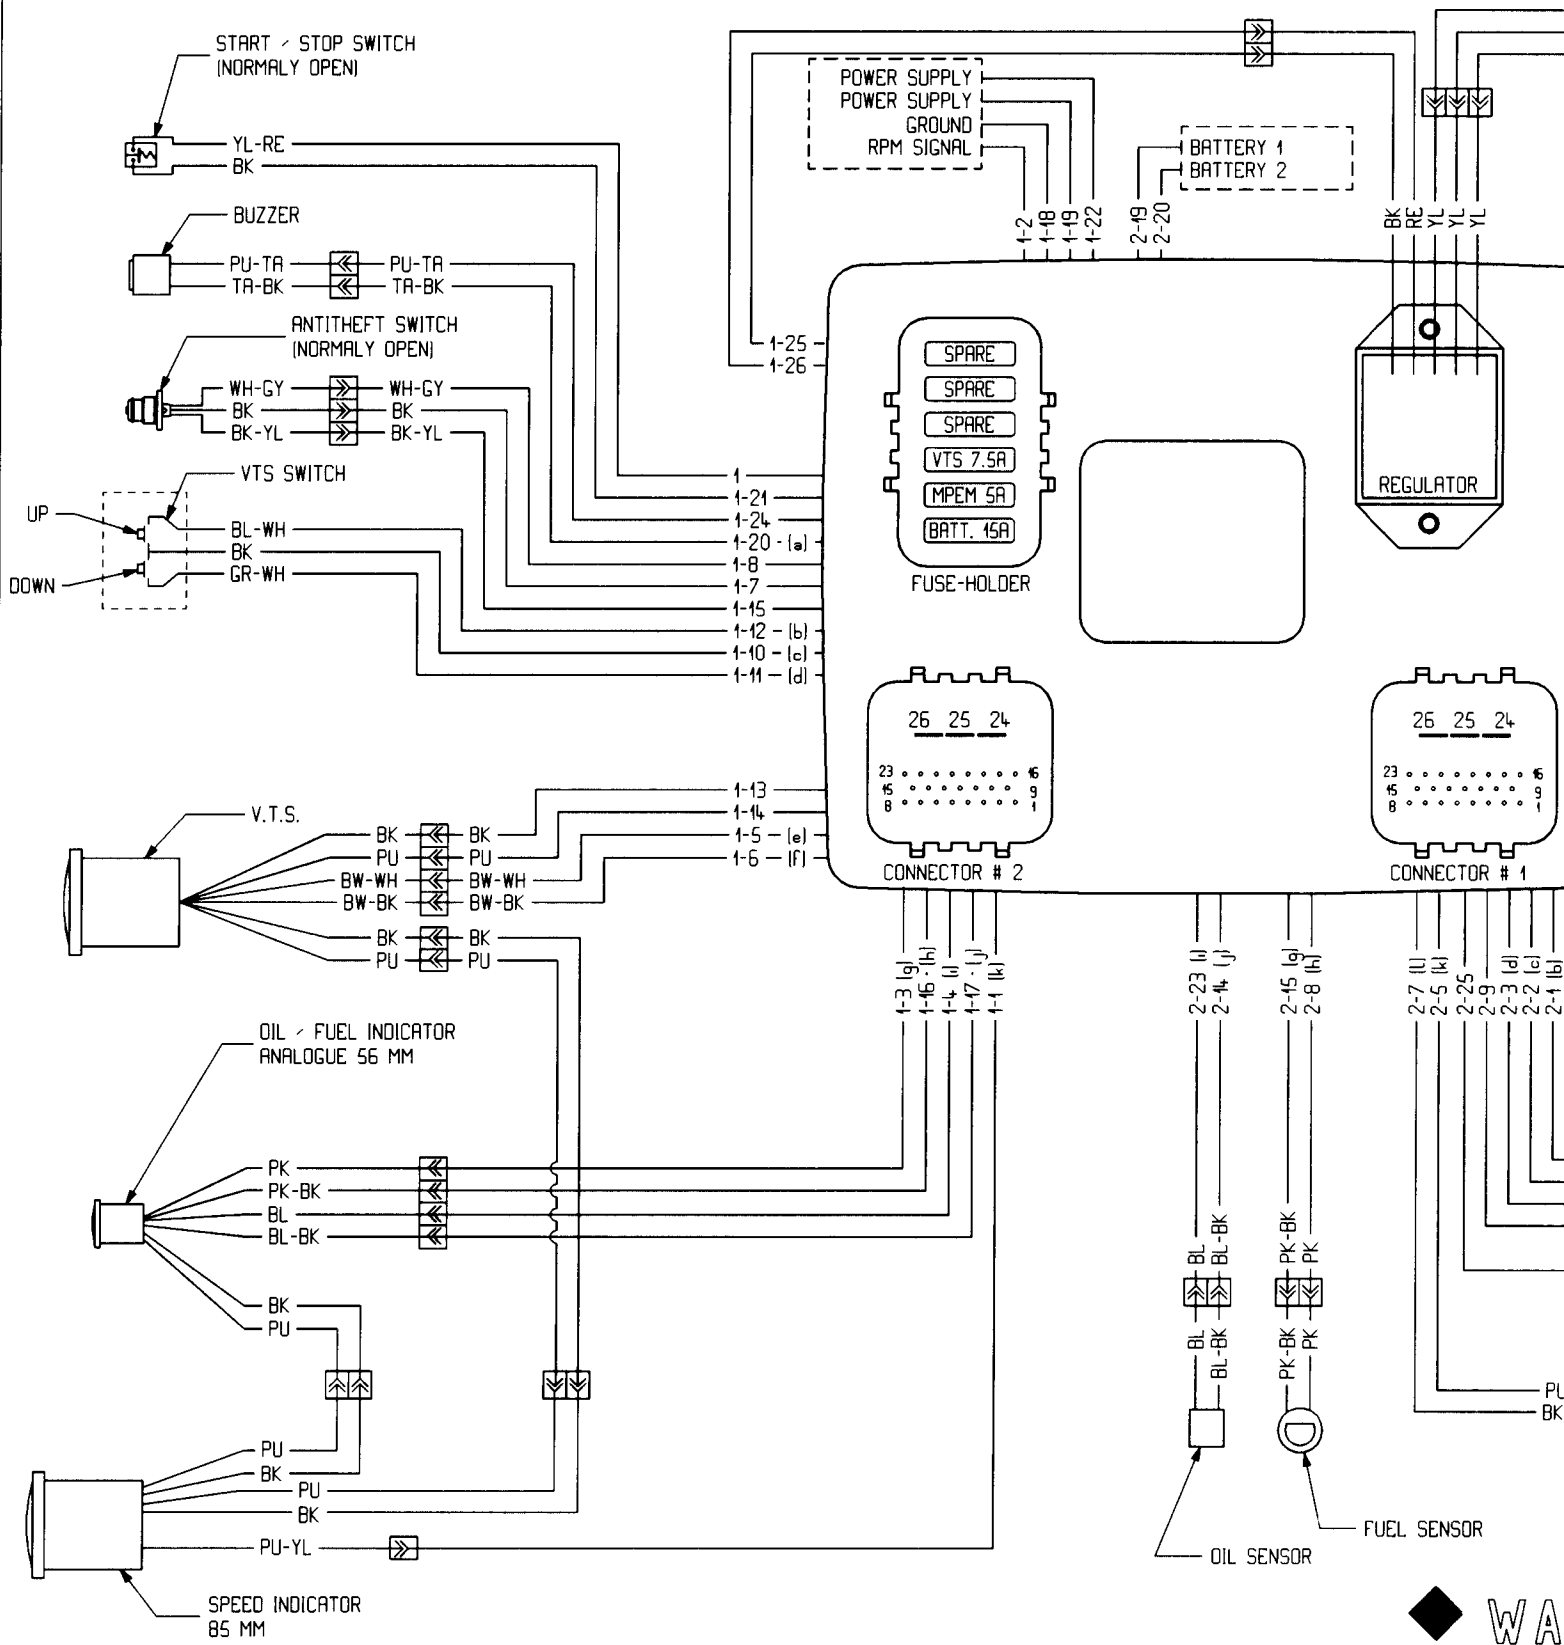 START / STOP SWITCH
(NORMALY OPEN)
YL-RE
BK
BUZZER
PU-TA PU-TA
TA-BK TA-BK
ANTITHEFT SWITCH
(NORMALY OPEN)
WH-GY WH-GY
BK BK
BK-YL BK-YL
VTS SWITCH
UP
BL-WH
BK
GR-WH
DOWN
POWER SUPPLY
POWER SUPPLY
GROUND
RPM SIGNAL
1-2
1-18
1-19
1-22
BATTERY 1
BATTERY 2
2-19
2-20
BK
RE
YL
YL
YL
1-25
1-26
1
1-21
1-24
1-20 - (a)
1-8
1-7
1-15
1-12 - (b)
1-10 - (c)
1-11 - (d)
SPARE
SPARE
SPARE
VTS 7.5A
MPEM 5A
BATT. 15A
FUSE-HOLDER
REGULATOR
26 25 24
23 16
15 9
8 1
CONNECTOR # 2
26 25 24
23 16
15 9
8 1
CONNECTOR # 1
1-13
1-14
1-5 - (e)
1-6 - (f)
V.T.S.
BK BK
PU PU
BW-WH BW-WH
BW-BK BW-BK
BK BK
PU PU
1-3 (g)
1-16 - (h)
1-4 (i)
1-17 - (j)
1-1 (k)
2-23 (i)
2-14 (j)
2-15 (g)
2-8 (h)
2-7 (l)
2-5 (k)
2-25
2-9
2-3 (d)
2-2 (c)
2-1 (b)
OIL / FUEL INDICATOR
ANALOGUE 56 MM
PK
PK-BK
BL
BL-BK
BK
PU
BL
BL-BK
PK-BK
PK
BL
BL-BK
PK-BK
PK
PU
BK
PU
BK
PU
BK
PU-YL
SPEED INDICATOR
85 MM
OIL SENSOR
FUEL SENSOR
WA